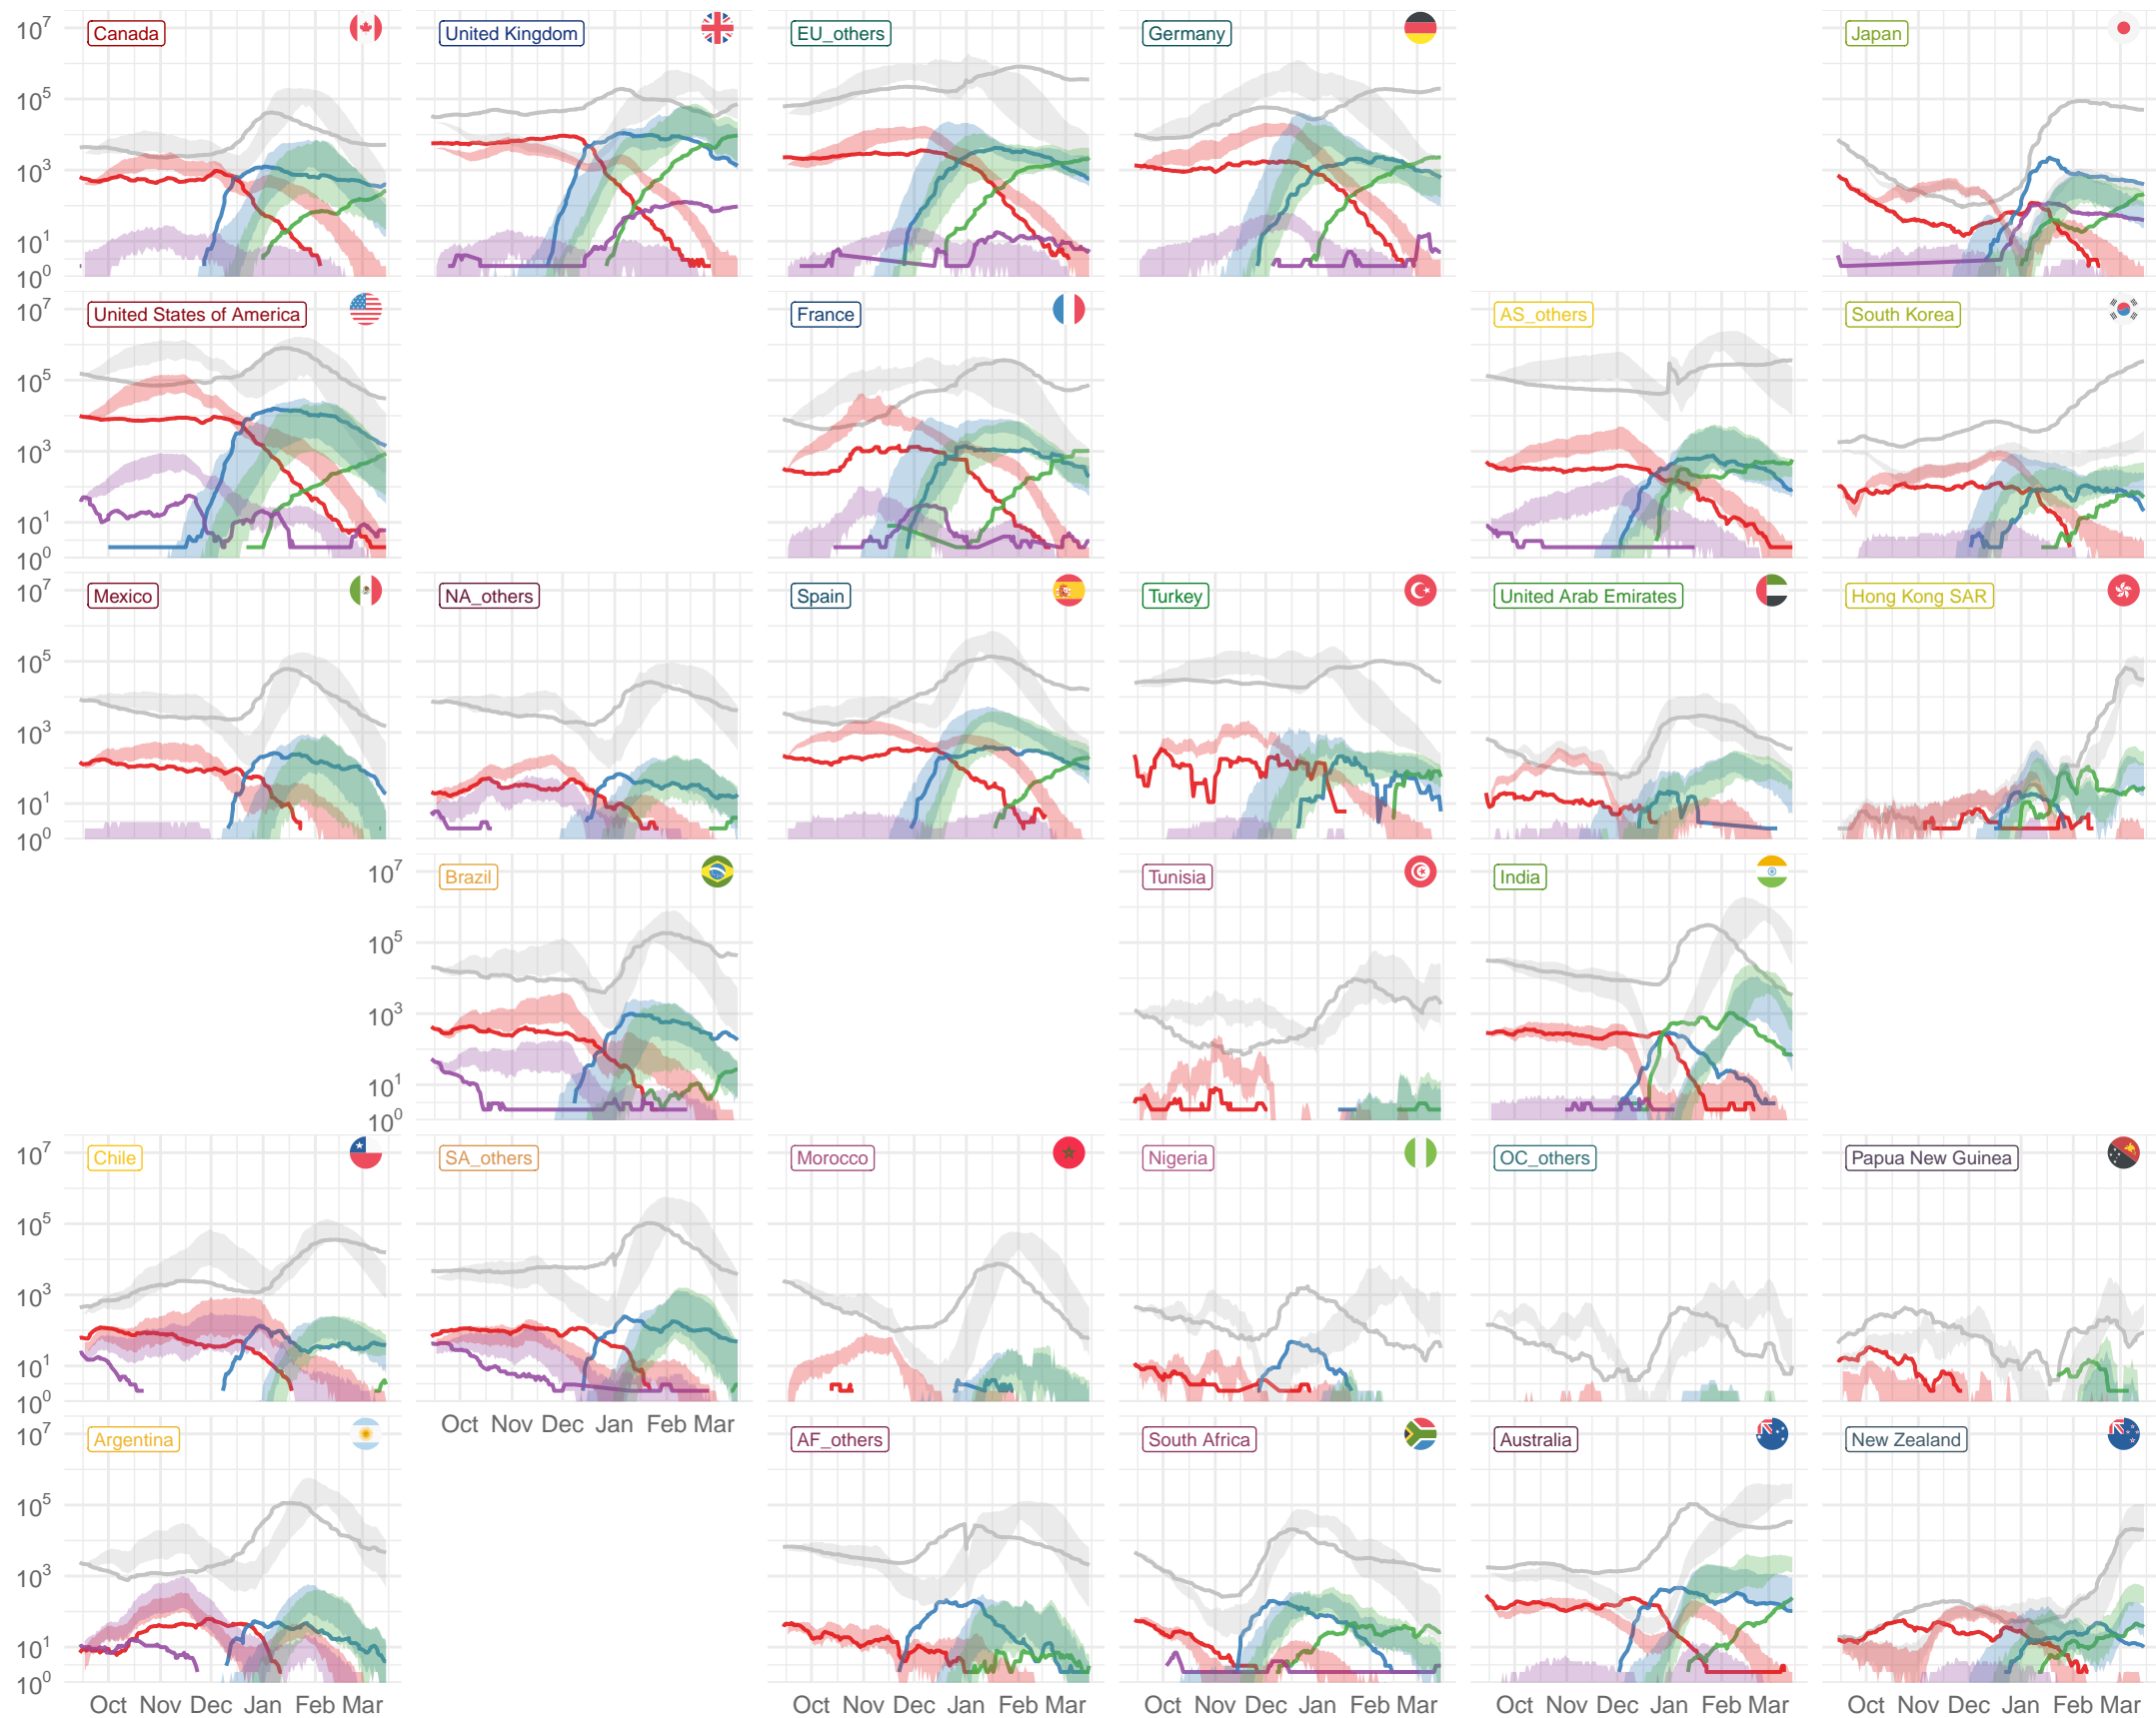 Canada
United Kingdom
EU_others
Germany
Japan
10^7
10^5
10^3
10^1
10^0
United States of America
France
AS_others
South Korea
10^7
10^5
10^3
10^1
10^0
Mexico
NA_others
Spain
Turkey
United Arab Emirates
Hong Kong SAR
10^7
10^5
10^3
10^1
10^0
Brazil
Tunisia
India
10^7
10^5
10^3
10^1
10^0
Chile
SA_others
Morocco
Nigeria
OC_others
Papua New Guinea
10^7
10^5
10^3
10^1
10^0
Oct Nov Dec Jan Feb Mar
Argentina
AF_others
South Africa
Australia
New Zealand
10^7
10^5
10^3
10^1
10^0
Oct Nov Dec Jan Feb Mar
Oct Nov Dec Jan Feb Mar
Oct Nov Dec Jan Feb Mar
Oct Nov Dec Jan Feb Mar
Oct Nov Dec Jan Feb Mar